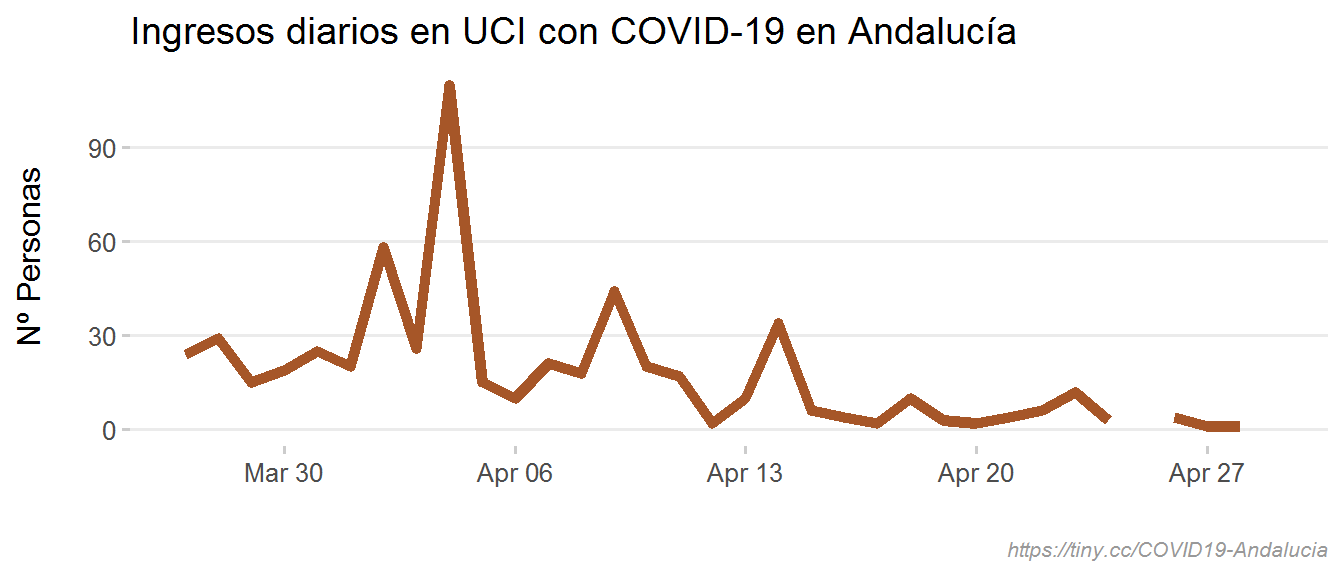 Ingresos diarios en UCI con COVID-19 en Andalucía
Nº Personas
90
60
30
0
Mar 30
Apr 06
Apr 13
Apr 20
Apr 27
https://tiny.cc/COVID19-Andalucia